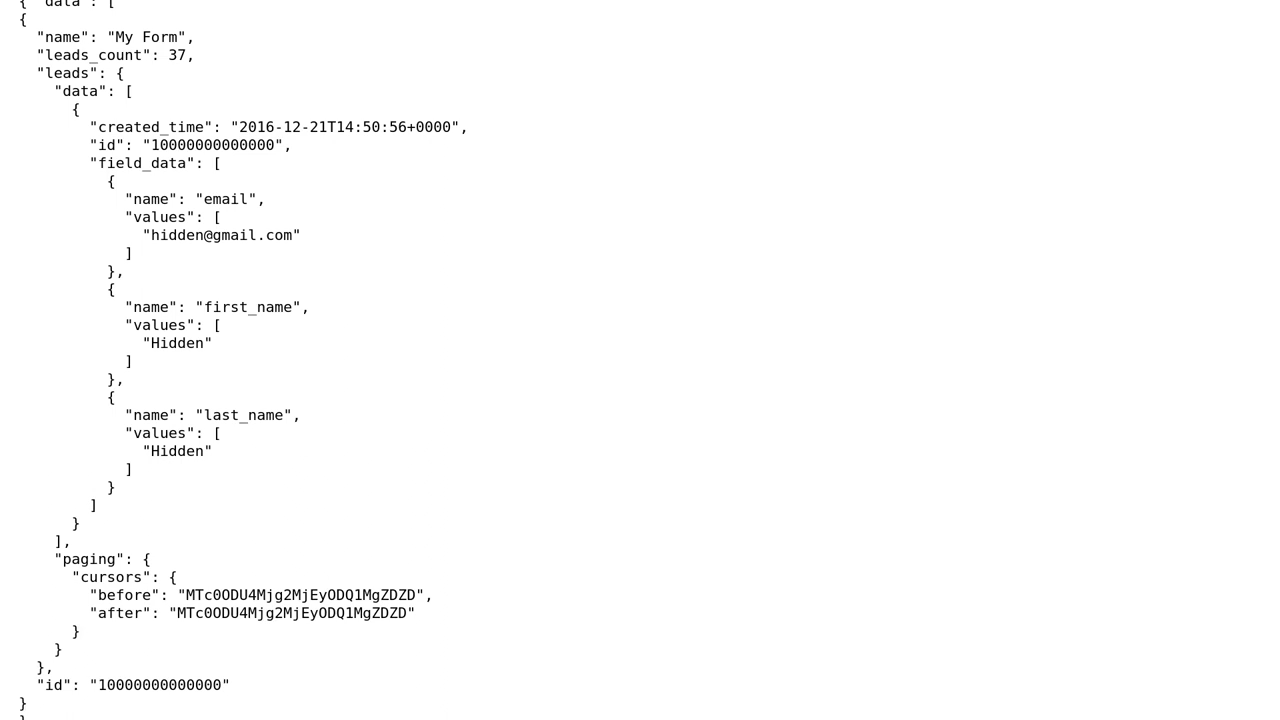 { "data": [
{
"name": "My Form",
"leads_count": 37,
"leads": {
"data": [
{
"created_time": "2016-12-21T14:50:56+0000",
"id": "10000000000000",
"field_data": [
{
"name": "email",
"values": [
"hidden@gmail.com"
]
},
{
"name": "first_name",
"values": [
"Hidden"
]
},
{
"name": "last_name",
"values": [
"Hidden"
]
}
]
}
],
"paging": {
"cursors": {
"before": "MTc0ODU4Mjg2MjEyODQ1MgZDZD",
"after": "MTc0ODU4Mjg2MjEyODQ1MgZDZD"
}
}
},
"id": "10000000000000"
}